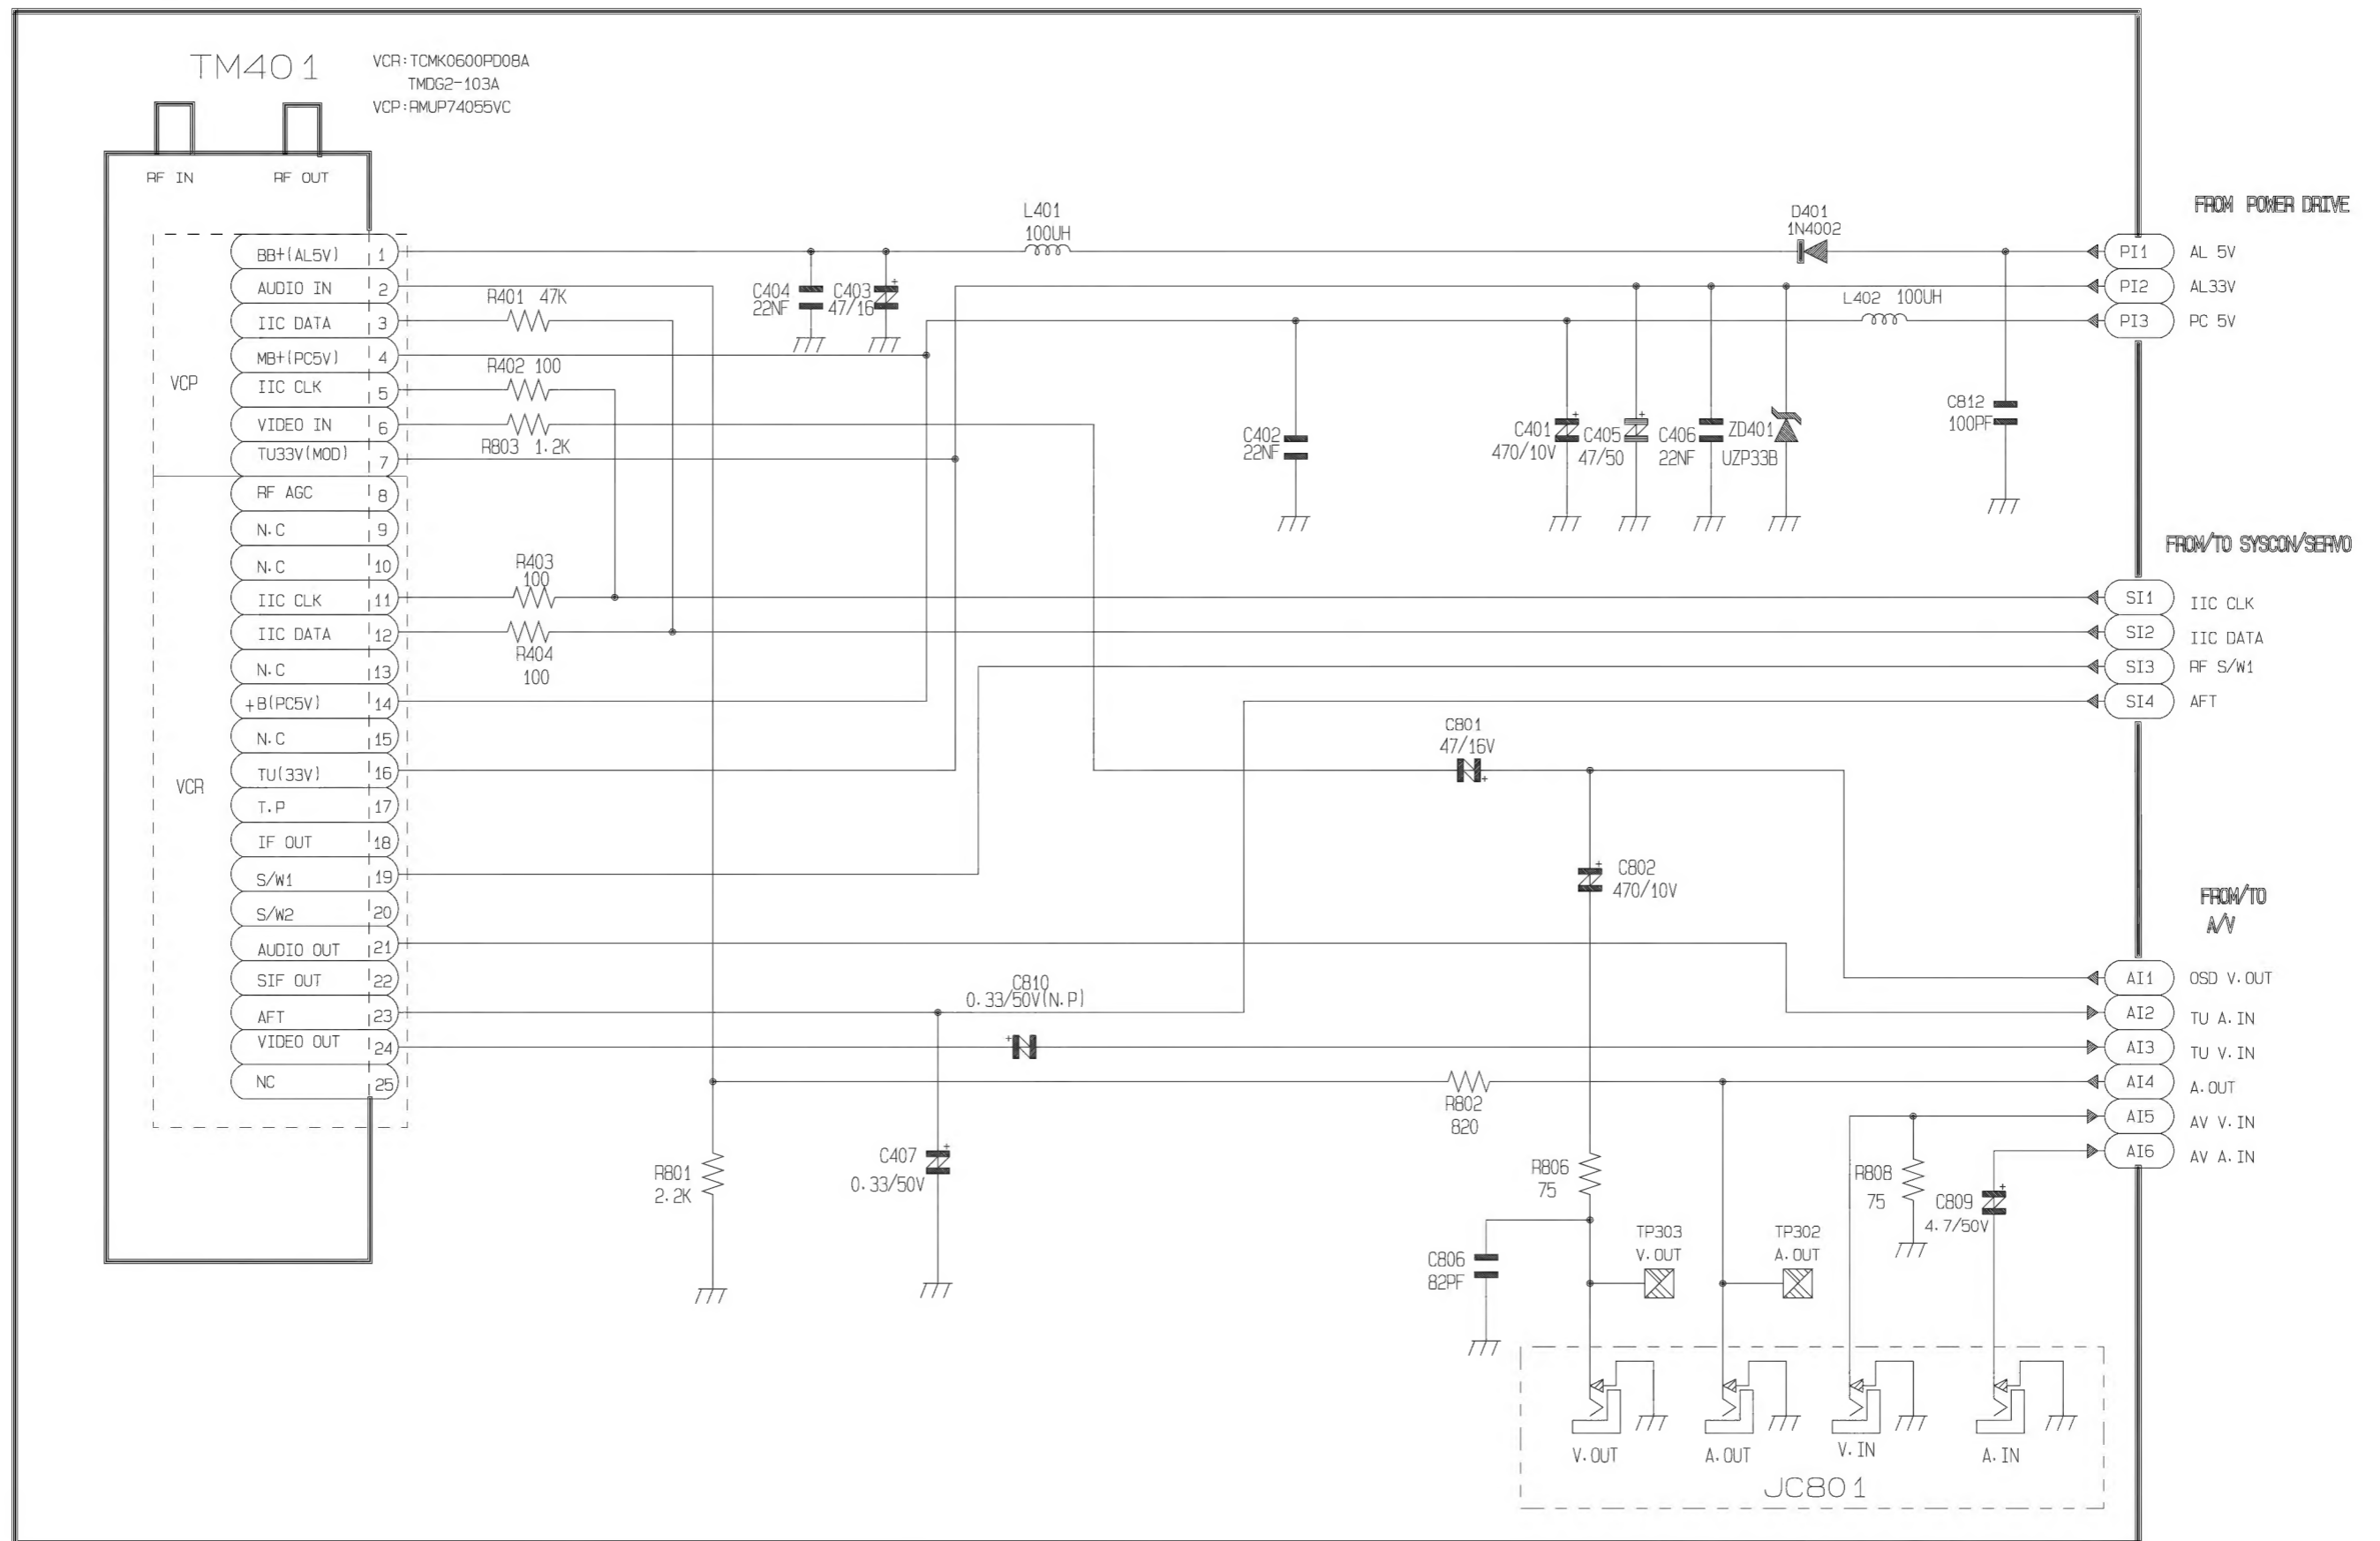 TM401
VCR:TCMK0600PD08A
TMDG2-103A
VCP:RMUP74055VC
RF IN
RF OUT
VCP
VCR
BB+(AL5V) 1
AUDIO IN 2
IIC DATA 3
MB+(PC5V) 4
IIC CLK 5
VIDEO IN 6
TU33V(MOD) 7
RF AGC 8
N.C 9
N.C 10
IIC CLK 11
IIC DATA 12
N.C 13
+B(PC5V) 14
N.C 15
TU(33V) 16
T.P 17
IF OUT 18
S/W1 19
S/W2 20
AUDIO OUT 21
SIF OUT 22
AFT 23
VIDEO OUT 24
NC 25
R401 47K
R402 100
R803 1.2K
R403
100
R404
100
C404
22NF
C403
47/16
+
L401
100UH
D401
1N4002
L402 100UH
C402
22NF
C401
470/10V
+
C405
47/50
+
C406
22NF
ZD401
UZP33B
C812
100PF
C801
47/16V
+
C802
470/10V
+
C810
0.33/50V(N.P)
+
R802
820
R801
2.2K
C407
0.33/50V
+
R806
75
C806
82PF
TP303
V.OUT
TP302
A.OUT
R808
75
C809
4.7/50V
+
V.OUT
A.OUT
V.IN
A.IN
JC801
FROM POWER DRIVE
PI1 AL 5V
PI2 AL33V
PI3 PC 5V
FROM/TO SYSCON/SERVO
SI1 IIC CLK
SI2 IIC DATA
SI3 RF S/W1
SI4 AFT
FROM/TO
A/V
AI1 OSD V.OUT
AI2 TU A.IN
AI3 TU V.IN
AI4 A.OUT
AI5 AV V.IN
AI6 AV A.IN